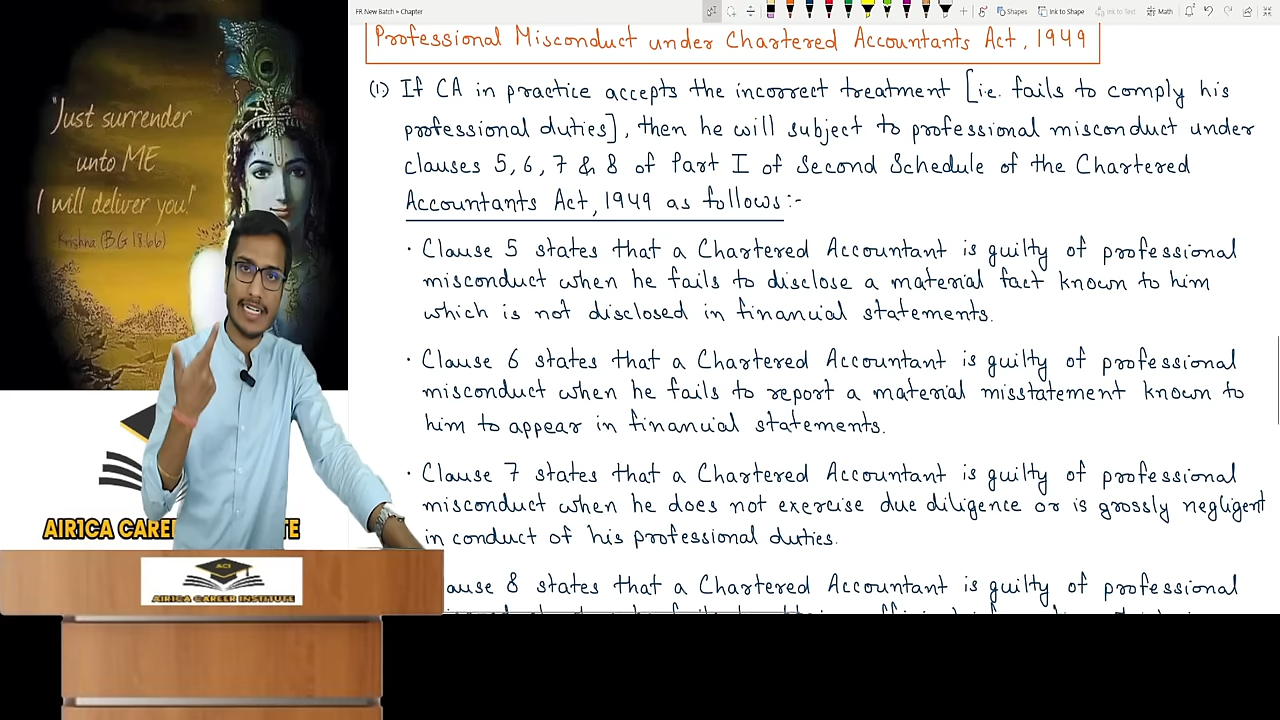 FR New Batch » Chapter
Shapes
Ink to Shape
Ink to Text
Math
"Just surrender
unto ME
I will deliver you!"
- Krishna (BG 18:66)
AIR1CA CAREE
TE
ACI
AIR1CA CAREER INSTITUTE
Professional Misconduct under Chartered Accountants Act, 1949
(1) If CA in practice accepts the incorrect treatment [i.e. fails to comply his
professional duties], then he will subject to professional misconduct under
clauses 5, 6, 7 & 8 of Part I of Second Schedule of the Chartered
Accountants Act, 1949 as follows:-
· Clause 5 states that a Chartered Accountant is guilty of professional
misconduct when he fails to disclose a material fact known to him
which is not disclosed in financial statements.
· Clause 6 states that a Chartered Accountant is guilty of professional
misconduct when he fails to report a material misstatement known to
him to appear in financial statements.
· Clause 7 states that a Chartered Accountant is guilty of professional
misconduct when he does not exercise due diligence or is grossly negligent
in conduct of his professional duties.
lause 8 states that a Chartered Accountant is guilty of professional